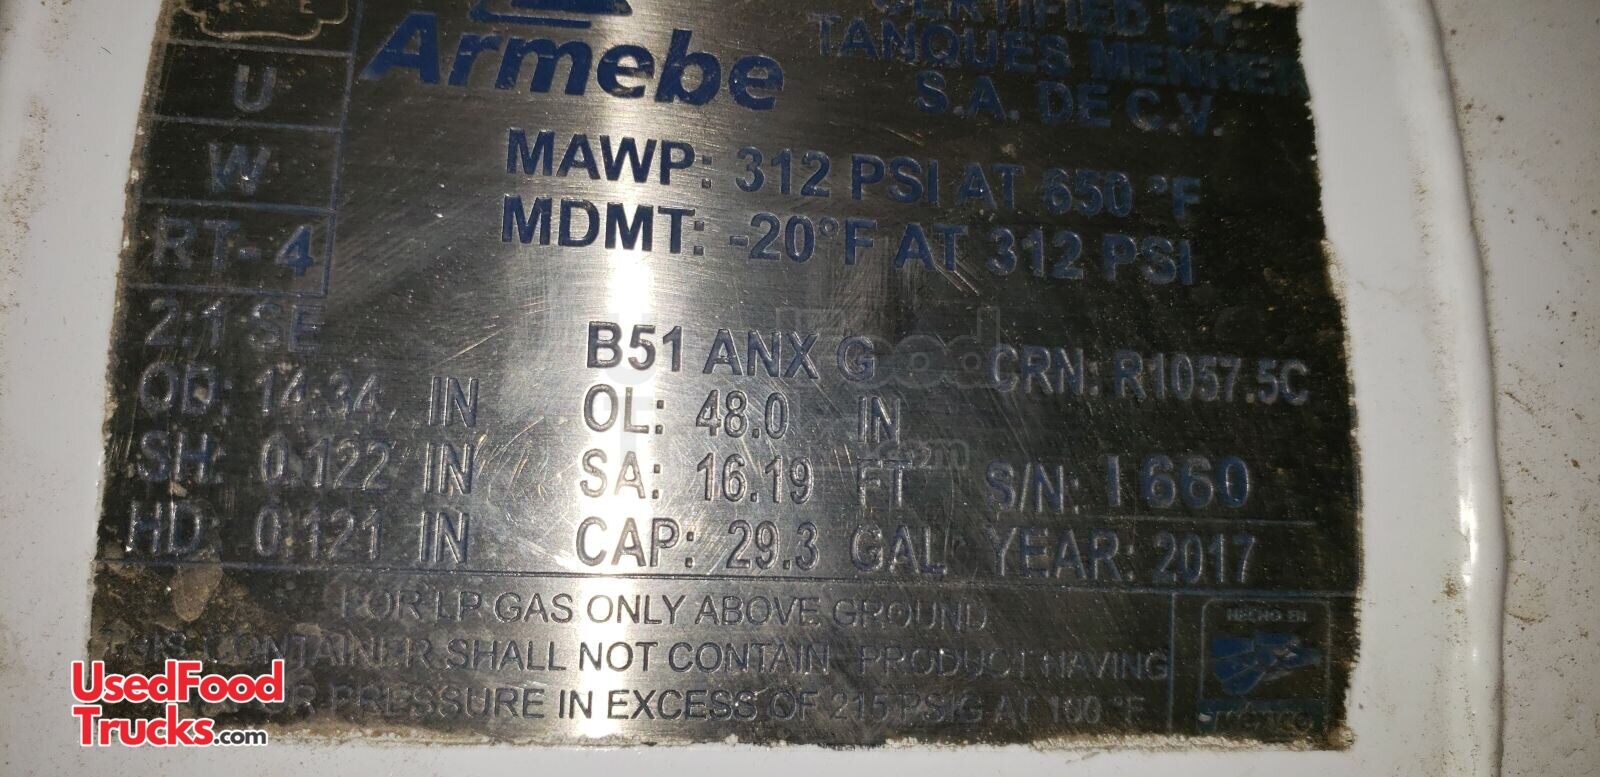 Armebe
CERTIFIED BY:
TANQUES MENHER
S.A. DE C.V.
U
W
RT-4
2:1 SE
MAWP: 312 PSI AT 650 °F
MDMT: -20°F AT 312 PSI
B51 ANX G CRN: R1057.5C
OD: 14.34 IN OL: 48.0 IN
SH: 0.122 IN SA: 16.19 FT S/N: I 660
HD: 0.121 IN CAP: 29.3 GAL YEAR: 2017
FOR LP GAS ONLY ABOVE GROUND
THIS CONTAINER SHALL NOT CONTAIN PRODUCT HAVING
PRESSURE IN EXCESS OF 215 PSIG AT 100 °F
HECHO EN
méxico
UsedFood
Trucks.com